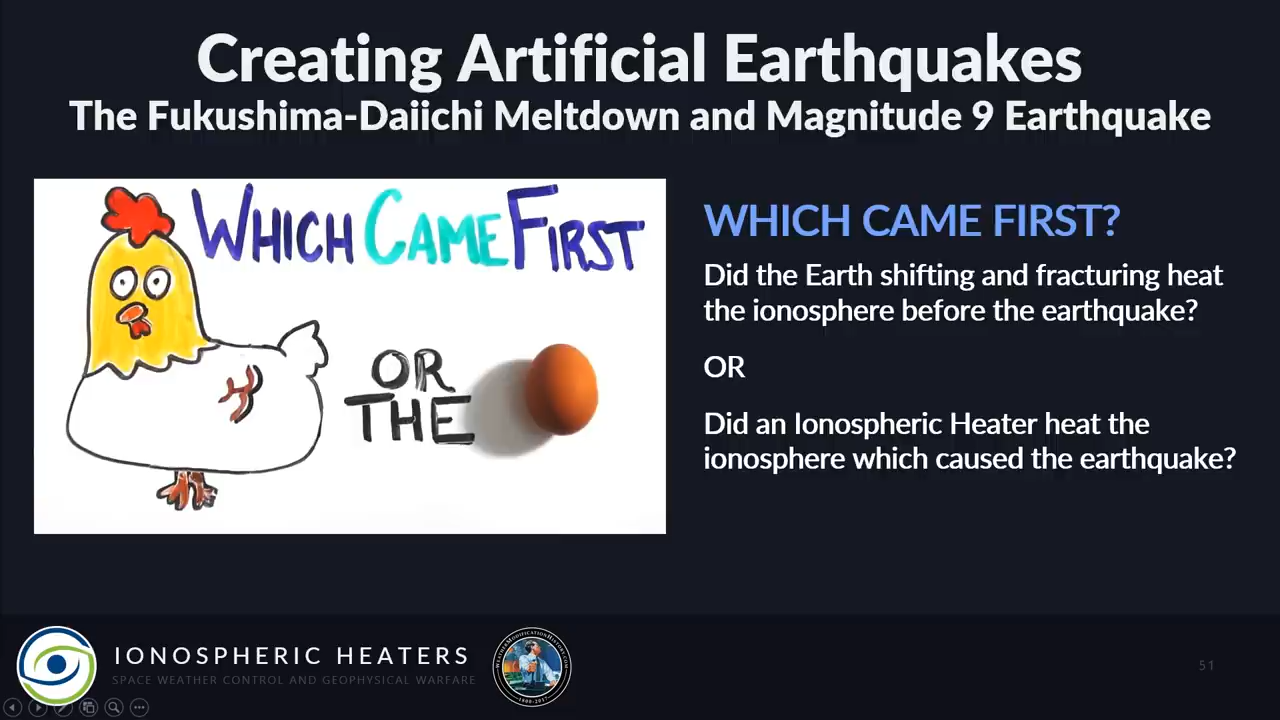 Creating Artificial Earthquakes
The Fukushima-Daiichi Meltdown and Magnitude 9 Earthquake
WHICH CAME FIRST
OR
THE
WHICH CAME FIRST?
Did the Earth shifting and fracturing heat
the ionosphere before the earthquake?
OR
Did an Ionospheric Heater heat the
ionosphere which caused the earthquake?
IONOSPHERIC HEATERS
SPACE WEATHER CONTROL AND GEOPHYSICAL WARFARE
WEATHERMODIFICATIONHISTORY.COM
51